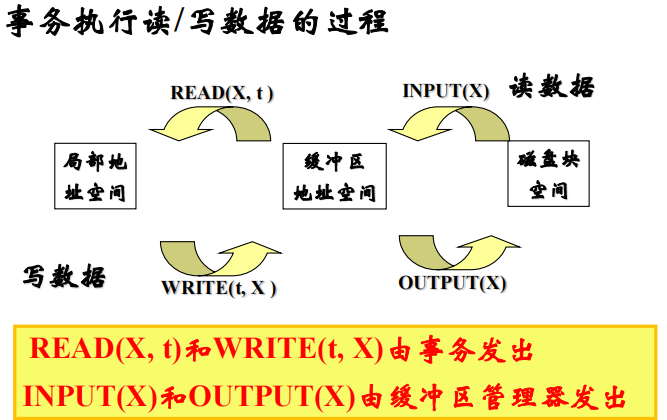 事务执行读/写数据的过程
READ(X, t )
INPUT(X)
读数据
局部地
址空间
缓冲区
地址空间
磁盘块
空间
写数据
WRITE(t, X )
OUTPUT(X)
READ(X, t)和WRITE(t, X)由事务发出
INPUT(X)和OUTPUT(X)由缓冲区管理器发出